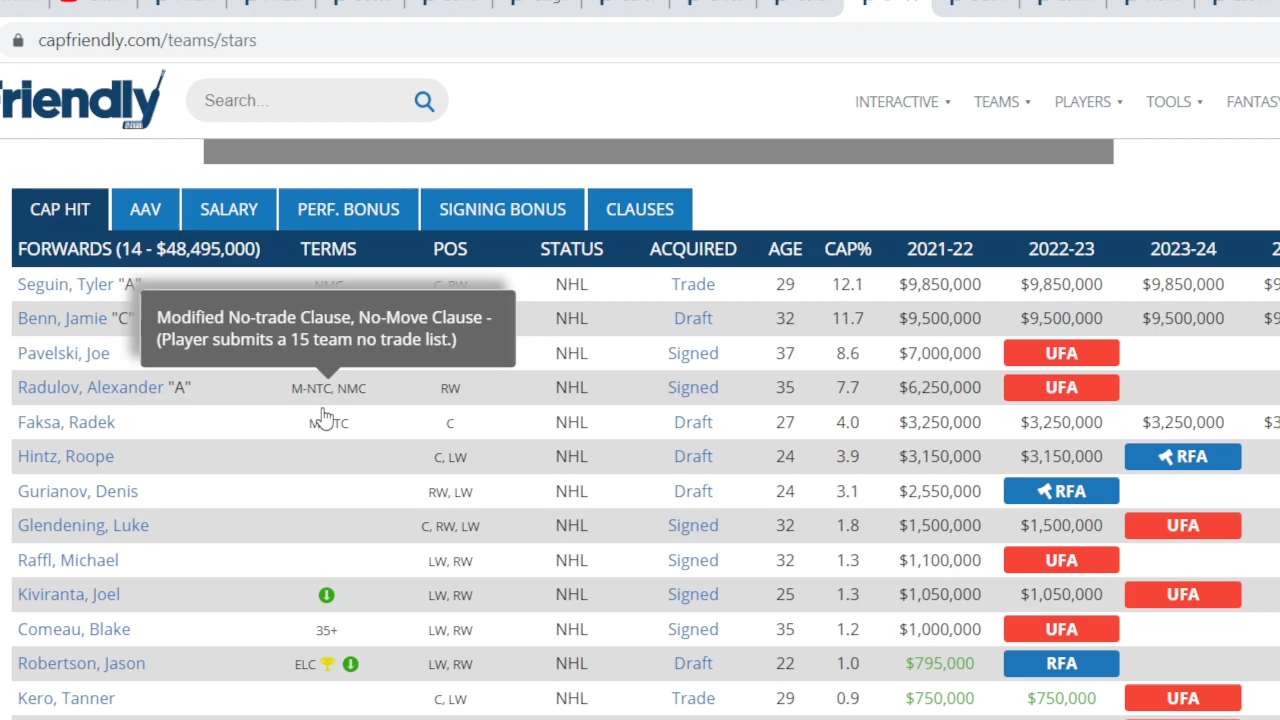 capfriendly.com/teams/stars
friendly
Search...
INTERACTIVE TEAMS PLAYERS TOOLS FANTASY
CAP HIT AAV SALARY PERF. BONUS SIGNING BONUS CLAUSES
FORWARDS (14 - $48,495,000) TERMS POS STATUS ACQUIRED AGE CAP% 2021-22 2022-23 2023-24 2
Seguin, Tyler "A" NMC C, RW NHL Trade 29 12.1 $9,850,000 $9,850,000 $9,850,000 $9
Modified No-trade Clause, No-Move Clause -
(Player submits a 15 team no trade list.)
Benn, Jamie "C" NHL Draft 32 11.7 $9,500,000 $9,500,000 $9,500,000 $9
Pavelski, Joe NHL Signed 37 8.6 $7,000,000 UFA
Radulov, Alexander "A" M-NTC, NMC RW NHL Signed 35 7.7 $6,250,000 UFA
Faksa, Radek M TC C NHL Draft 27 4.0 $3,250,000 $3,250,000 $3,250,000 $3
Hintz, Roope C, LW NHL Draft 24 3.9 $3,150,000 $3,150,000 RFA
Gurianov, Denis RW, LW NHL Draft 24 3.1 $2,550,000 RFA
Glendening, Luke C, RW, LW NHL Signed 32 1.8 $1,500,000 $1,500,000 UFA
Raffl, Michael LW, RW NHL Signed 32 1.3 $1,100,000 UFA
Kiviranta, Joel LW, RW NHL Signed 25 1.3 $1,050,000 $1,050,000 UFA
Comeau, Blake 35+ LW, RW NHL Signed 35 1.2 $1,000,000 UFA
Robertson, Jason ELC LW, RW NHL Draft 22 1.0 $795,000 RFA
Kero, Tanner C, LW NHL Trade 29 0.9 $750,000 $750,000 UFA